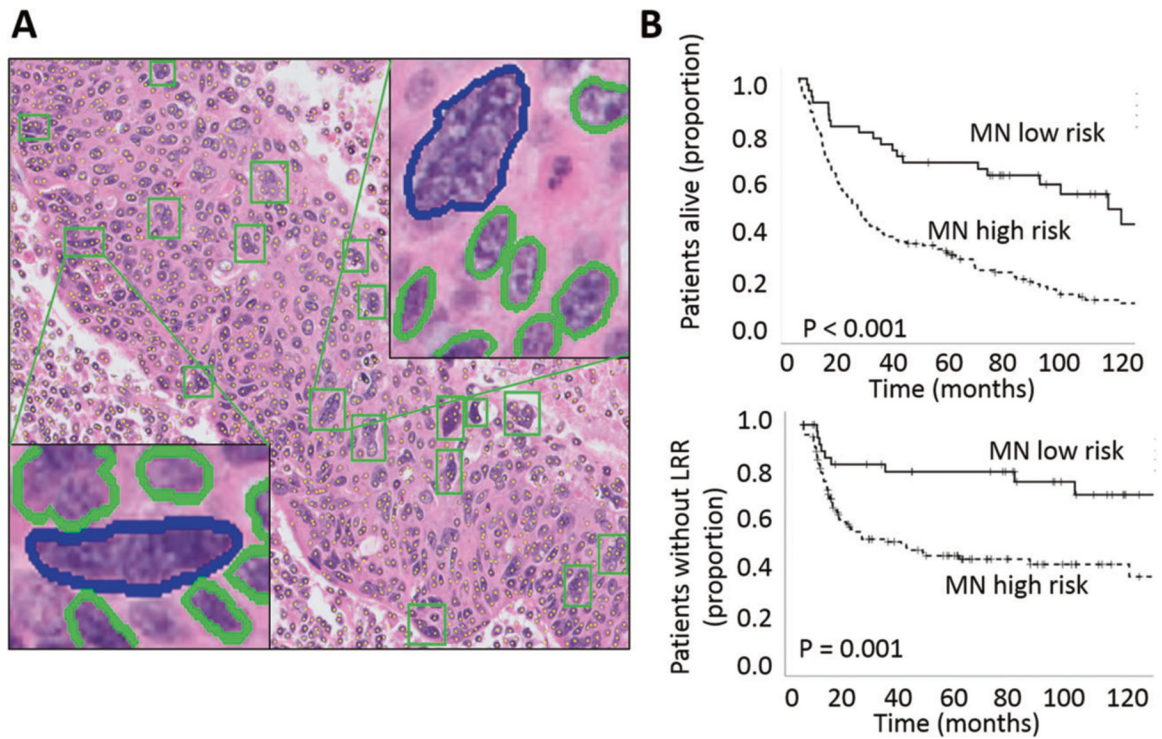 A
B
Patients alive (proportion)
1.0
0.8
0.6
0.4
0.2
0.0
MN low risk
MN high risk
P < 0.001
0 20 40 60 80 100 120
Time (months)
Patients without LRR
(proportion)
1.0
0.8
0.6
0.4
0.2
0.0
MN low risk
MN high risk
P = 0.001
0 20 40 60 80 100 120
Time (months)